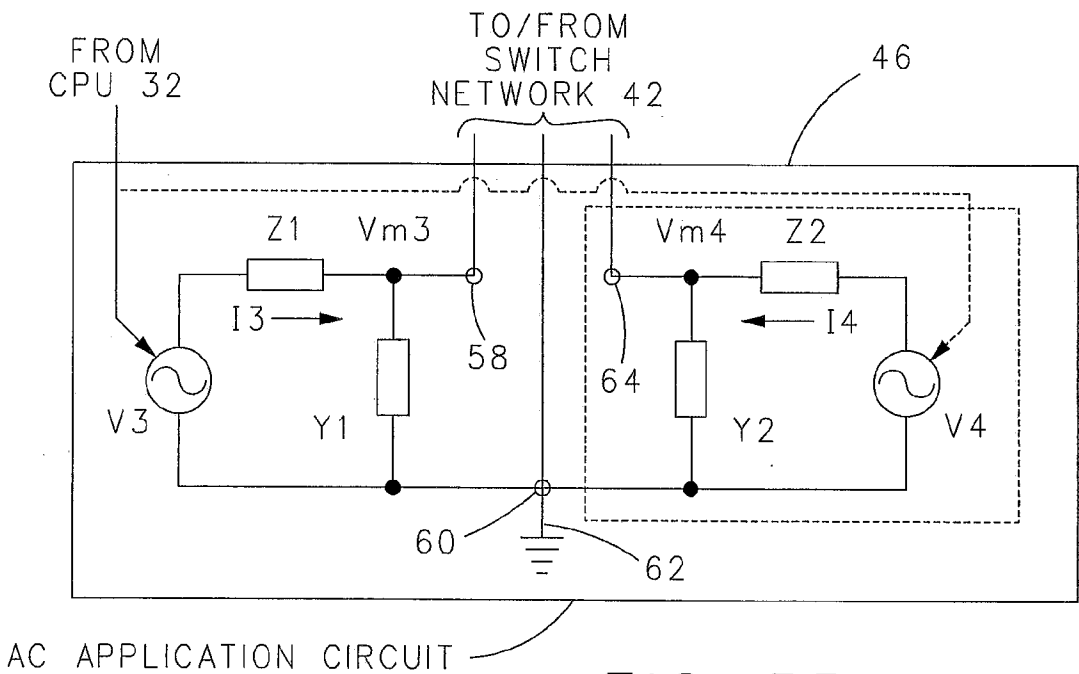 FROM
CPU 32
TO/FROM
SWITCH
NETWORK 42
46
Z1
Vm3
Vm4
Z2
I3
58
64
I4
V3
Y1
Y2
V4
60
62
AC APPLICATION CIRCUIT